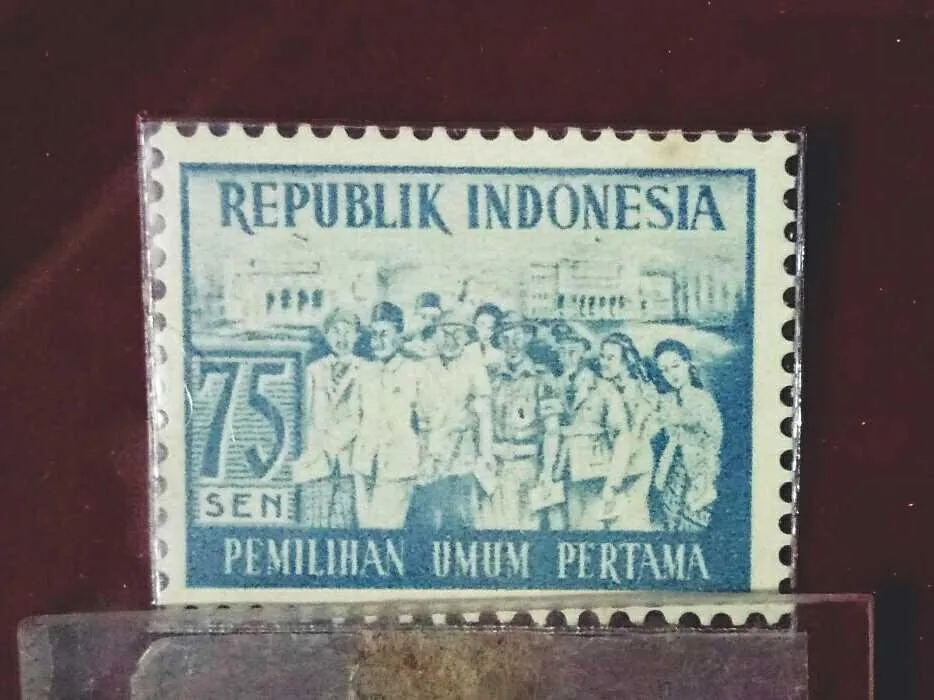 REPUBLIK INDONESIA
75
SEN
PEMILIHAN UMUM PERTAMA